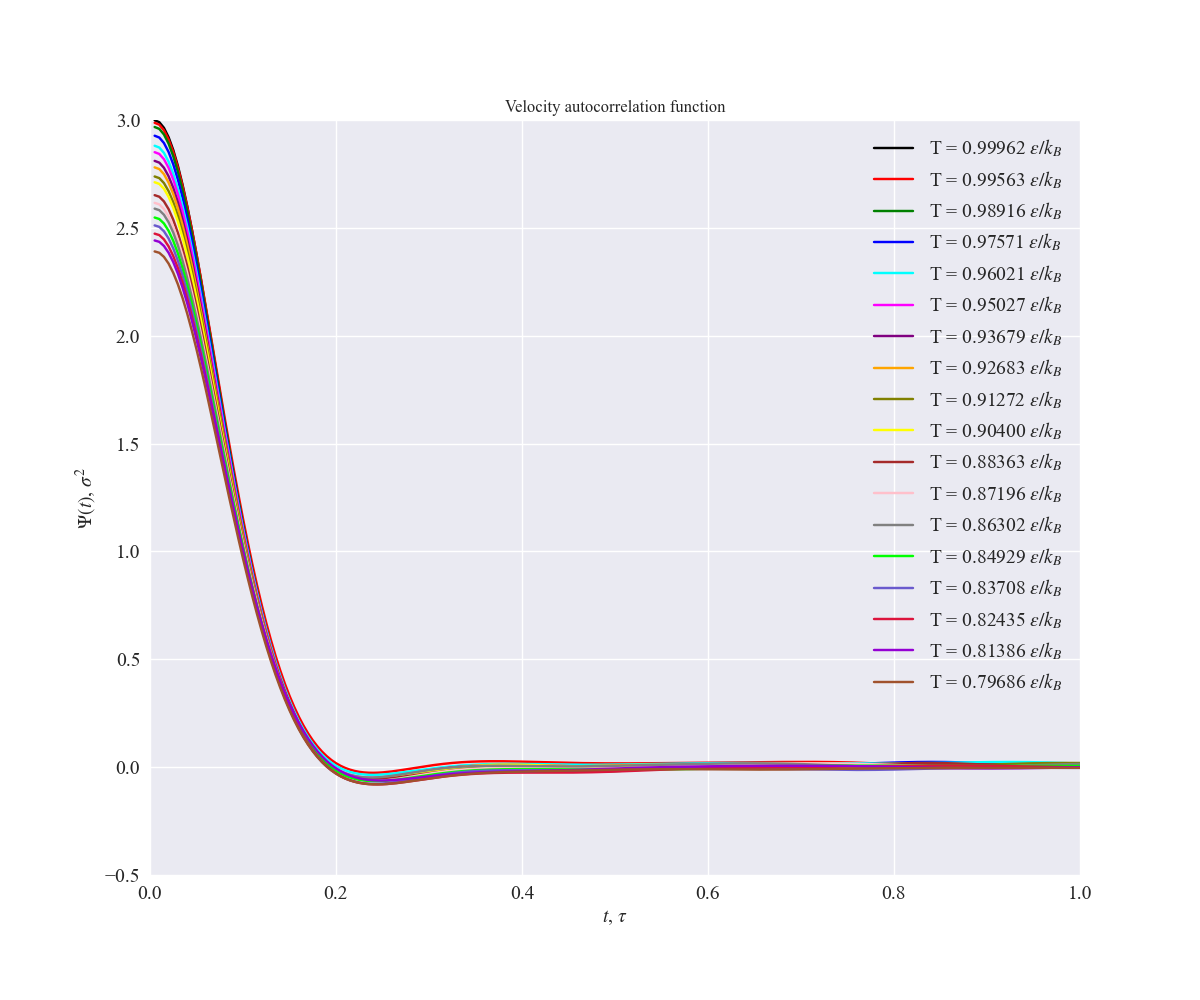 Velocity autocorrelation function
3.0
2.5
2.0
1.5
1.0
0.5
0.0
−0.5
Ψ(t), σ²
T = 0.99962 ε/k_B
T = 0.99563 ε/k_B
T = 0.98916 ε/k_B
T = 0.97571 ε/k_B
T = 0.96021 ε/k_B
T = 0.95027 ε/k_B
T = 0.93679 ε/k_B
T = 0.92683 ε/k_B
T = 0.91272 ε/k_B
T = 0.90400 ε/k_B
T = 0.88363 ε/k_B
T = 0.87196 ε/k_B
T = 0.86302 ε/k_B
T = 0.84929 ε/k_B
T = 0.83708 ε/k_B
T = 0.82435 ε/k_B
T = 0.81386 ε/k_B
T = 0.79686 ε/k_B
0.0 0.2 0.4 0.6 0.8 1.0
t, τ